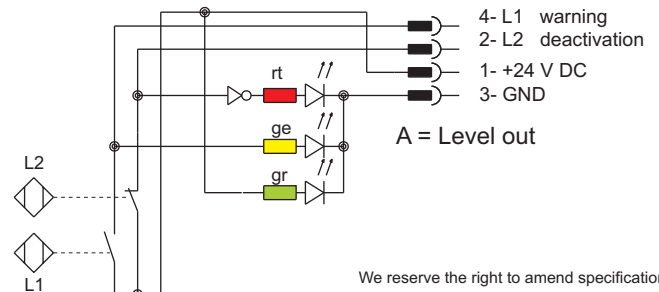 4- L1 warning
2- L2 deactivation
1- +24 V DC
3- GND
rt
A = Level out
ge
gr
L2
L1
We reserve the right to amend specification